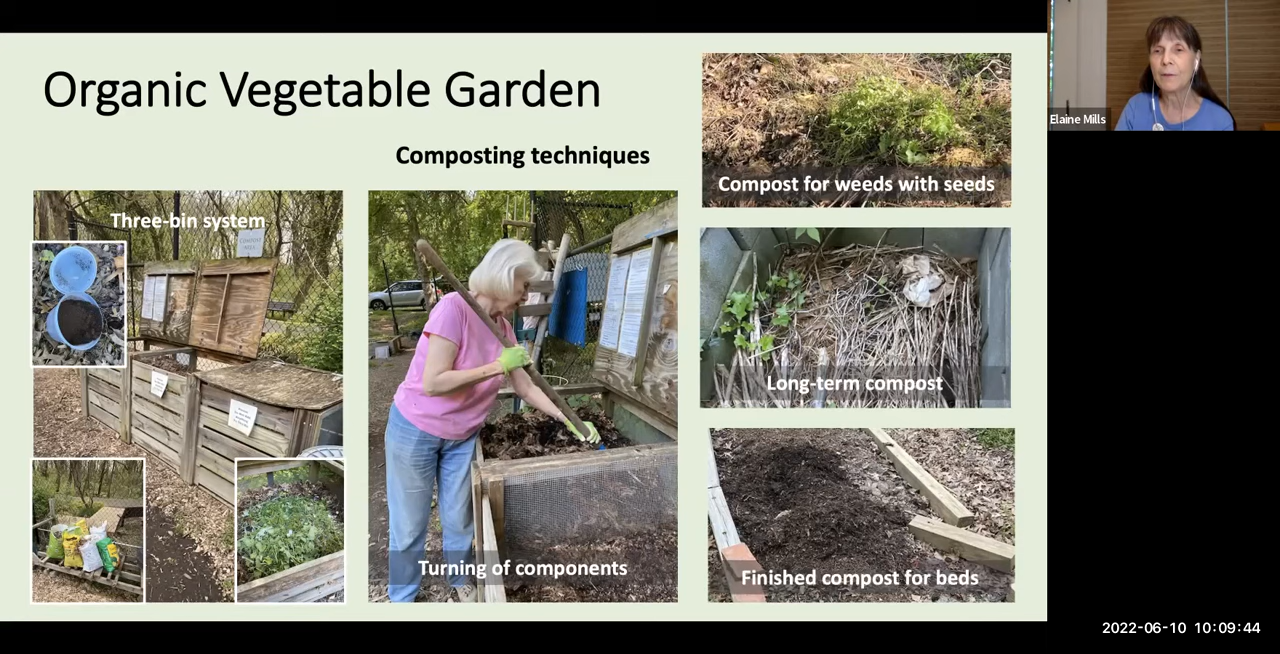 Organic Vegetable Garden
Composting techniques
Three-bin system
Turning of components
Compost for weeds with seeds
Long-term compost
Finished compost for beds
Elaine Mills
2022-06-10 10:09:44